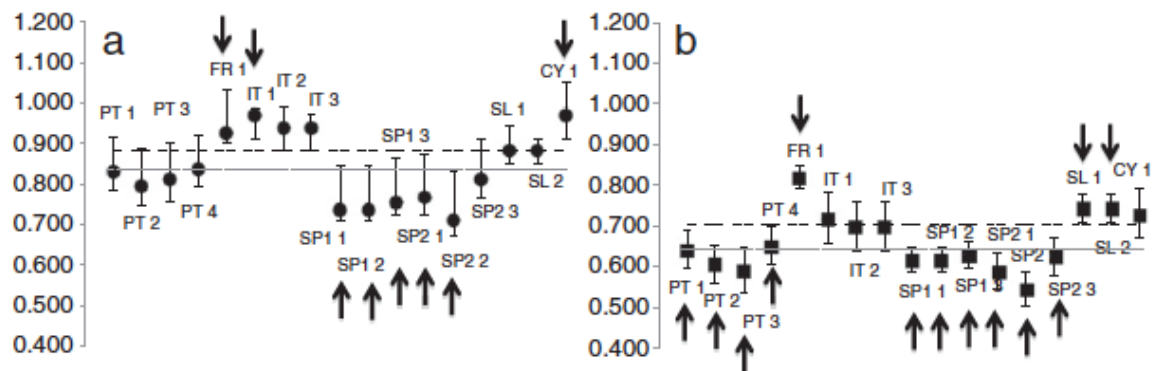 a
1.200
1.100
1.000
0.900
0.800
0.700
0.600
0.500
0.400
PT 1
PT 2
PT 3
PT 4
FR 1
IT 1
IT 2
IT 3
SP1 1
SP1 2
SP1 3
SP2 1
SP2 2
SP2 3
SL 1
SL 2
CY 1
b
1.200
1.100
1.000
0.900
0.800
0.700
0.600
0.500
0.400
PT 1
PT 2
PT 3
PT 4
FR 1
IT 1
IT 2
IT 3
SP1 1
SP1 2
SP1 3
SP2 1
SP2
SP2 3
SL 1
SL 2
CY 1